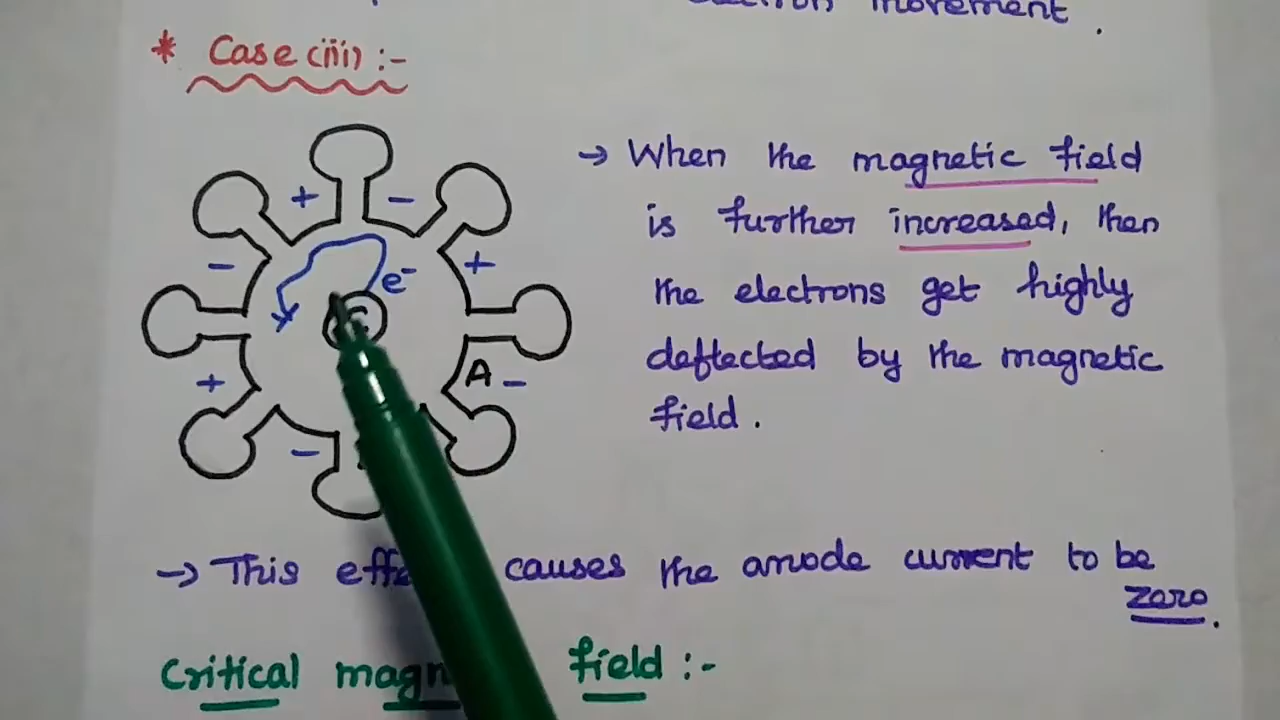 movement.
* Case (iii) :-
+ -
- +
e-
C
+ A -
-
→ When the magnetic field
is further increased, then
the electrons get highly
deflected by the magnetic
field.
→ This causes the anode current to be
zero.
Critical field :-